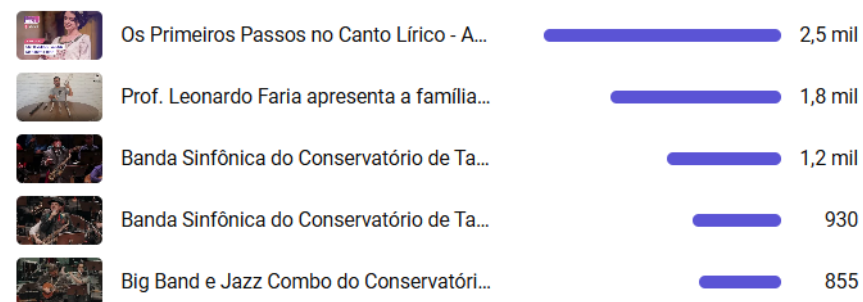 Os Primeiros Passos no Canto Lírico - A... 2,5 mil
Prof. Leonardo Faria apresenta a família... 1,8 mil
Banda Sinfônica do Conservatório de Ta... 1,2 mil
Banda Sinfônica do Conservatório de Ta... 930
Big Band e Jazz Combo do Conservatóri... 855